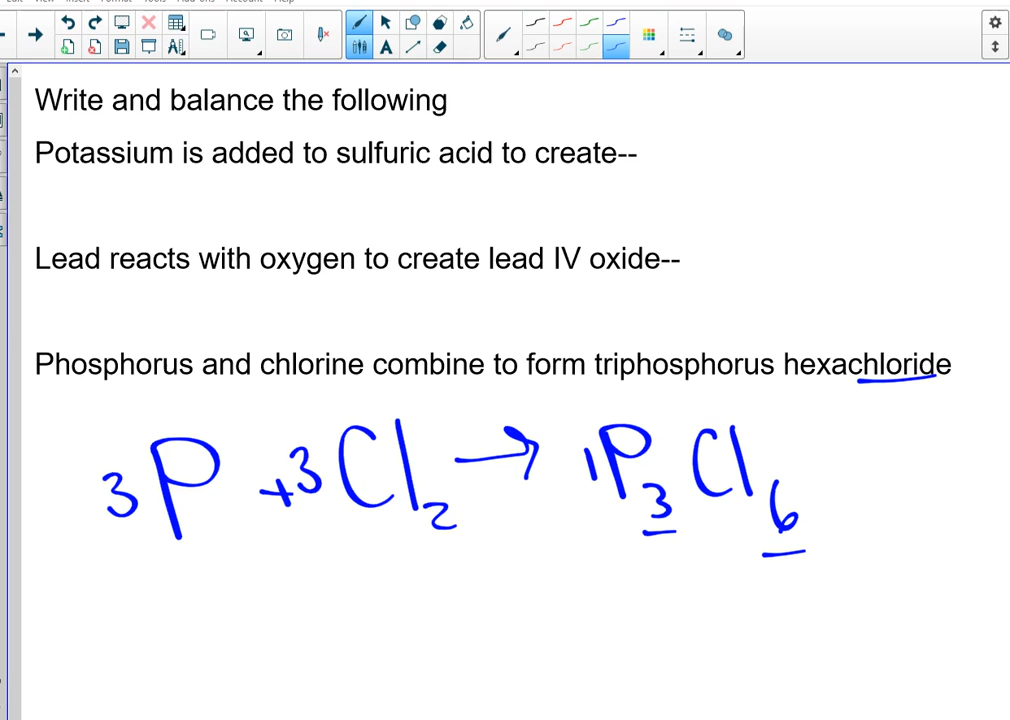 Write and balance the following
Potassium is added to sulfuric acid to create--
Lead reacts with oxygen to create lead IV oxide--
Phosphorus and chlorine combine to form triphosphorus hexachloride
3P + 3Cl₂ → 1P₃Cl₆